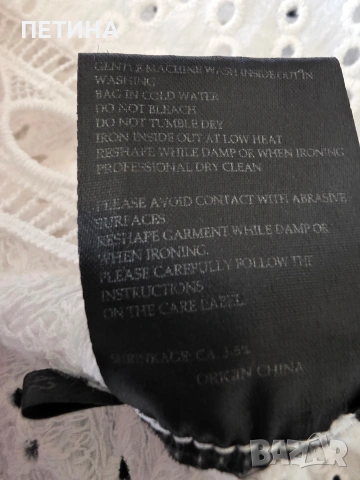 ПЕТИНА
GENTLE MACHINE WASH INSIDE OUT IN
WASHING
BAG IN COLD WATER
DO NOT BLEACH
DO NOT TUMBLE DRY
IRON INSIDE OUT AT LOW HEAT
RESHAPE WHILE DAMP OR WHEN IRONING
PROFESSIONAL DRY CLEAN
PLEASE AVOID CONTACT WITH ABRASIVE
SURFACES.
RESHAPE GARMENT WHILE DAMP OR
WHEN IRONING.
PLEASE CAREFULLY FOLLOW THE
INSTRUCTIONS
ON THE CARE LABEL.
SHRINKAGE: CA. 3-5%
ORIGIN CHINA
BAZAR